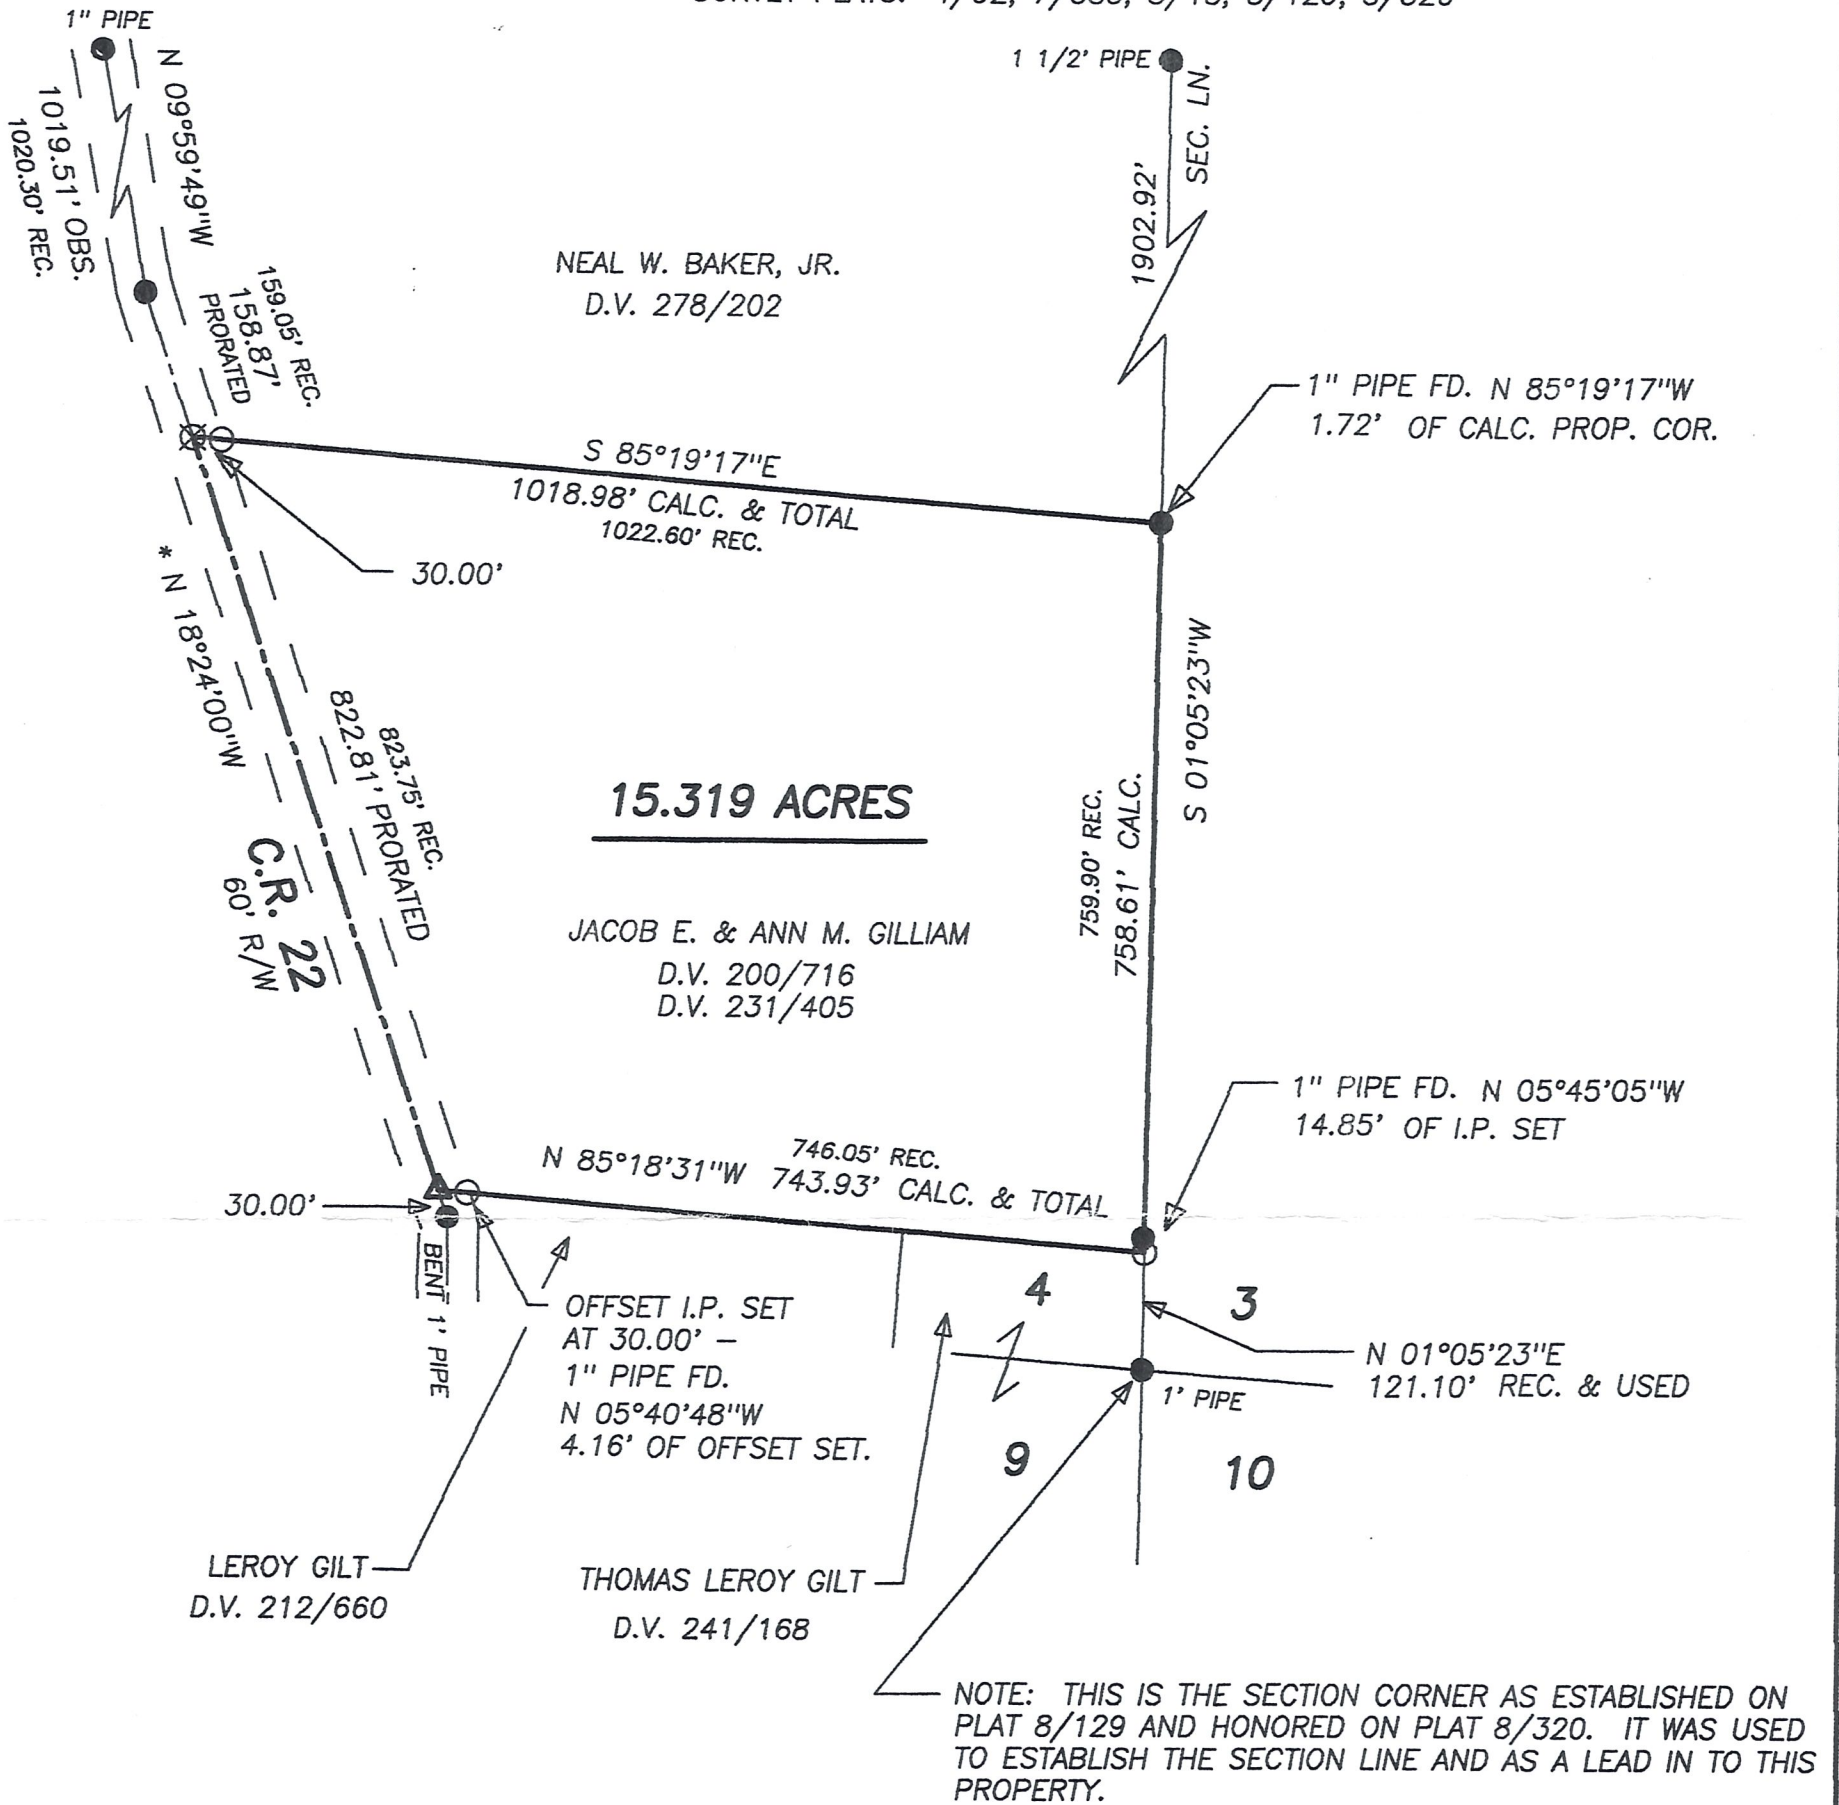 1" PIPE
N 09°59'49"W
1019.51' OBS.
1020.30' REC.
159.05' REC.
158.87'
PRORATED
NEAL W. BAKER, JR.
D.V. 278/202
1 1/2' PIPE
SEC. LN.
1902.92'
1" PIPE FD. N 85°19'17"W
1.72' OF CALC. PROP. COR.
S 85°19'17"E
1018.98' CALC. & TOTAL
1022.60' REC.
30.00'
* N 18°24'00"W
823.75' REC.
822.81' PRORATED
C.R. 22
60' R/W
15.319 ACRES
JACOB E. & ANN M. GILLIAM
D.V. 200/716
D.V. 231/405
759.90' REC.
758.61' CALC.
S 01°05'23"W
1" PIPE FD. N 05°45'05"W
14.85' OF I.P. SET
746.05' REC.
N 85°18'31"W 743.93' CALC. & TOTAL
30.00'
BENT 1' PIPE
OFFSET I.P. SET
AT 30.00' –
1" PIPE FD.
N 05°40'48"W
4.16' OF OFFSET SET.
4
3
N 01°05'23"E
121.10' REC. & USED
1' PIPE
9
10
LEROY GILT
D.V. 212/660
THOMAS LEROY GILT
D.V. 241/168
NOTE: THIS IS THE SECTION CORNER AS ESTABLISHED ON
PLAT 8/129 AND HONORED ON PLAT 8/320. IT WAS USED
TO ESTABLISH THE SECTION LINE AND AS A LEAD IN TO THIS
PROPERTY.